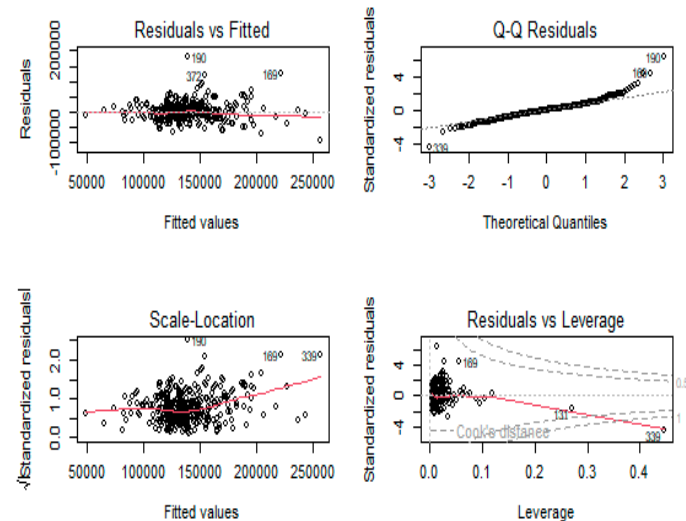 Residuals vs Fitted
Residuals
-100000
200000
190
372
169
50000 100000 150000 200000 250000
Fitted values
Q-Q Residuals
Standardized residuals
-4 0 4
190
339
-3 -2 -1 0 1 2 3
Theoretical Quantiles
Scale-Location
√|Standardized residuals|
0.0 1.0 2.0
190
169
339
50000 100000 150000 200000 250000
Fitted values
Residuals vs Leverage
Standardized residuals
-4 0 4
169
131
339
Cook's distance
0.5
1
0.0 0.1 0.2 0.3 0.4
Leverage